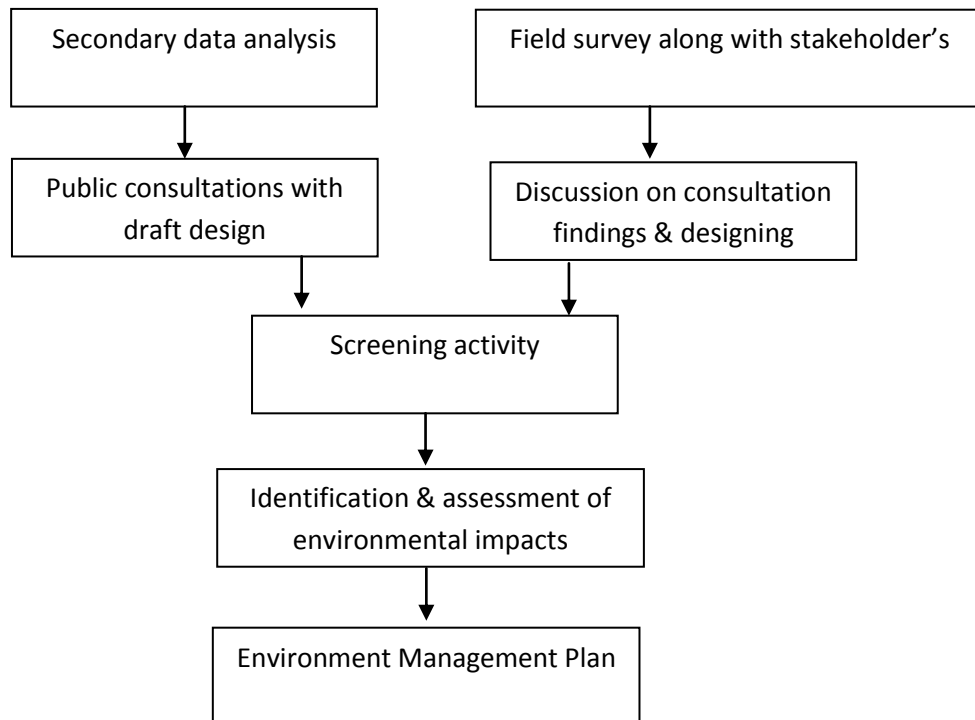 Secondary data analysis
Field survey along with stakeholder’s
Public consultations with
draft design
Discussion on consultation
findings & designing
Screening activity
Identification & assessment of
environmental impacts
Environment Management Plan